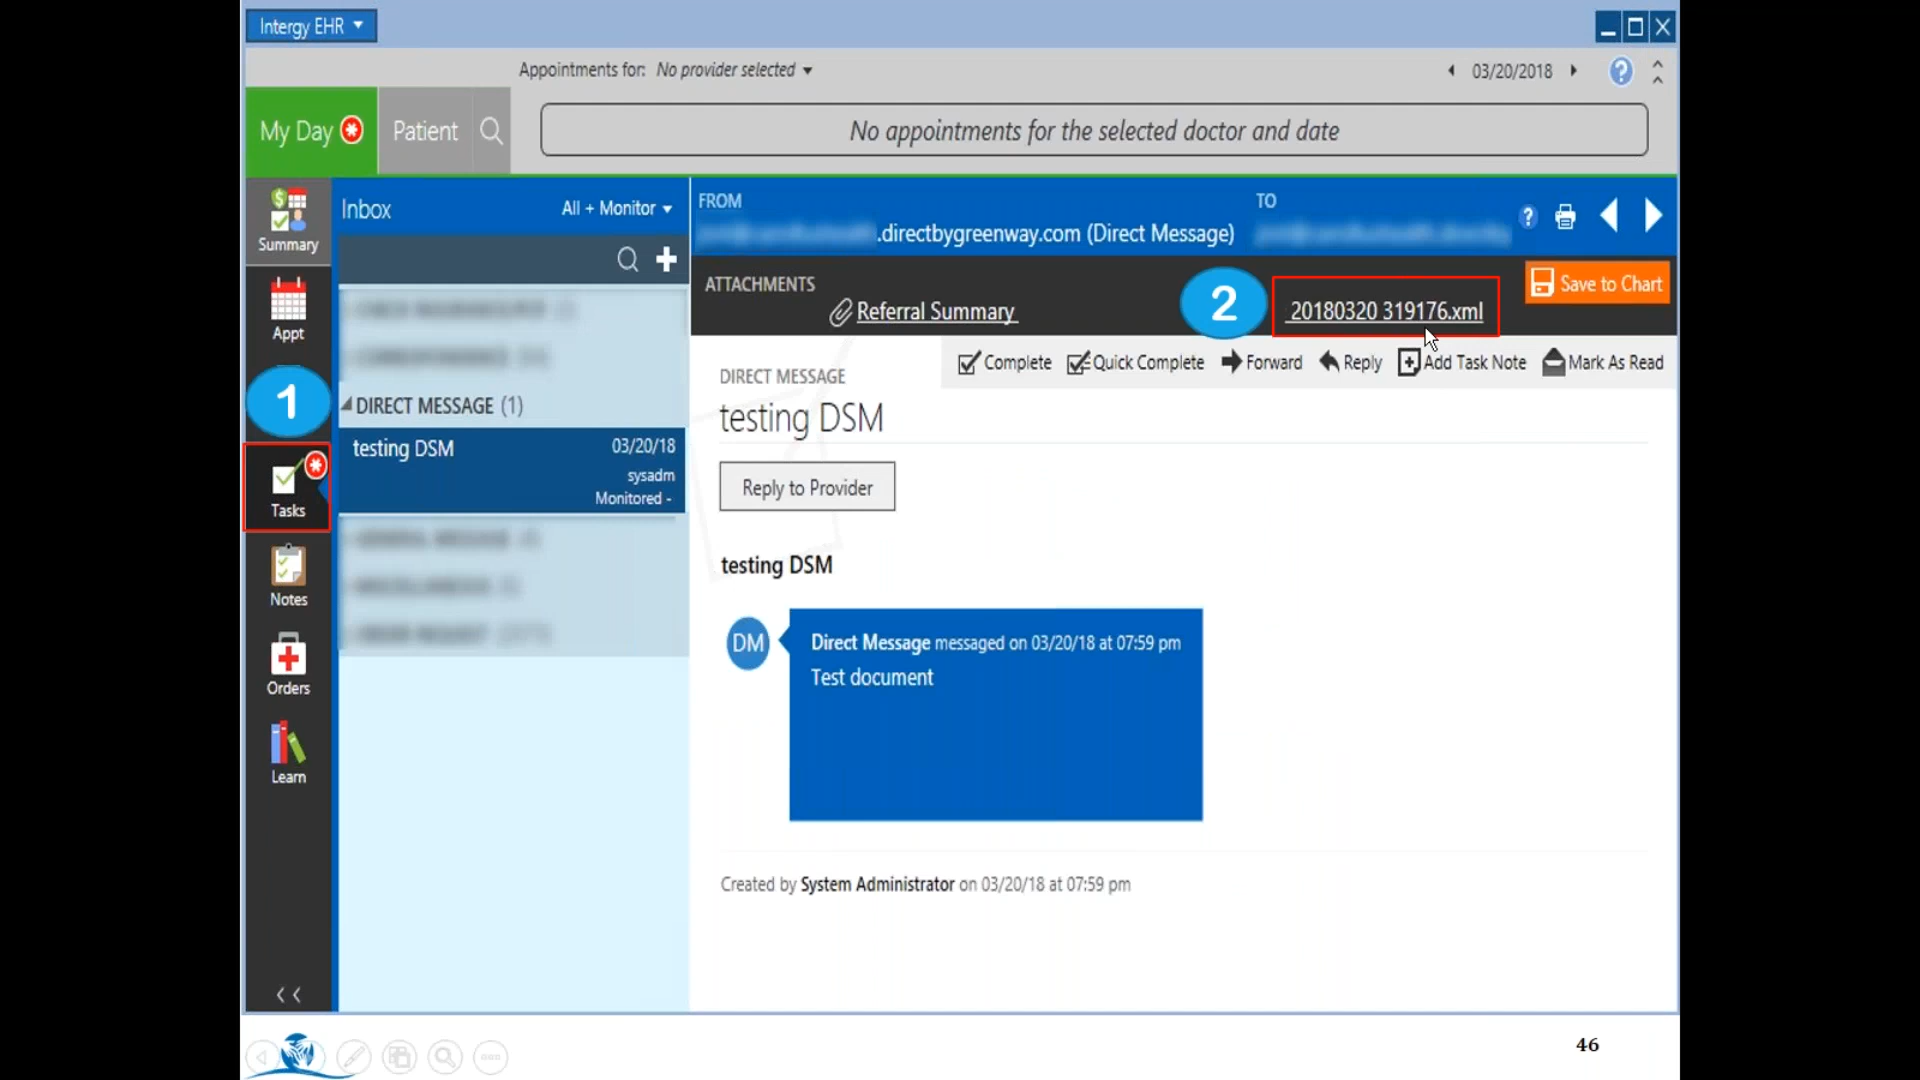 Intergy EHR
Appointments for: No provider selected
03/20/2018
My Day
Patient
No appointments for the selected doctor and date
Summary
Appt
1
Tasks
Notes
Orders
Learn
Inbox
All + Monitor
DIRECT MESSAGE (1)
testing DSM
03/20/18
sysadm
Monitored -
FROM
.directbygreenway.com (Direct Message)
TO
ATTACHMENTS
Referral Summary
2
20180320 319176.xml
Save to Chart
Complete
Quick Complete
Forward
Reply
Add Task Note
Mark As Read
DIRECT MESSAGE
testing DSM
Reply to Provider
testing DSM
DM
Direct Message messaged on 03/20/18 at 07:59 pm
Test document
Created by System Administrator on 03/20/18 at 07:59 pm
46